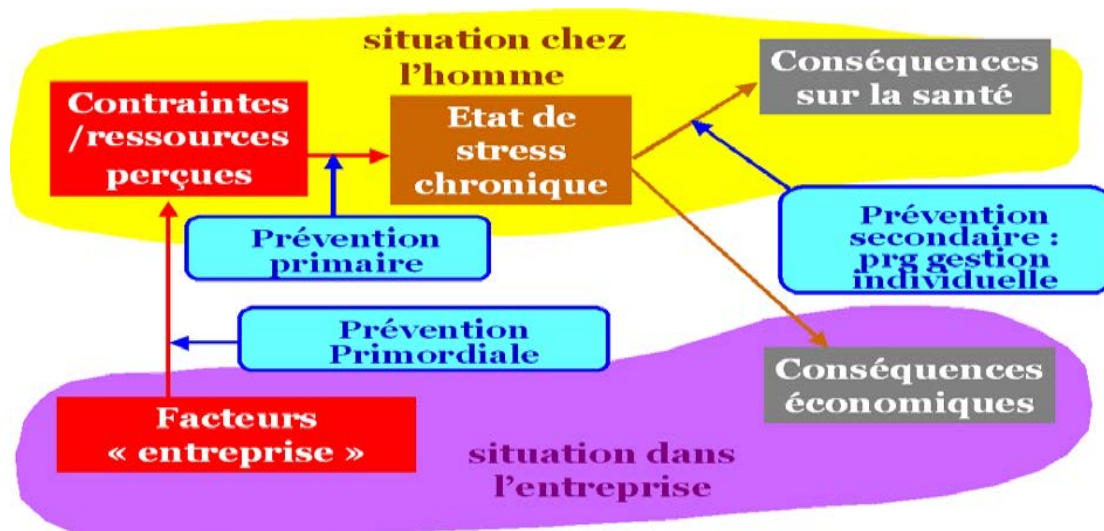 situation chez
l'homme
Conséquences
sur la santé
Contraintes
/ressources
perçues
Etat de
stress
chronique
Prévention
primaire
Prévention
secondaire :
prg gestion
individuelle
Prévention
Primordiale
Conséquences
économiques
Facteurs
« entreprise »
situation dans
l'entreprise